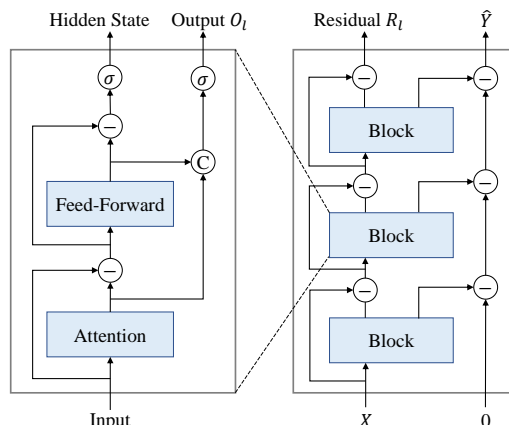 Hidden State
Output O_l
Residual R_l
Ŷ
σ
σ
−
−
−
Block
−
C
−
−
Feed-Forward
Block
−
−
−
Attention
Block
Input
X
0